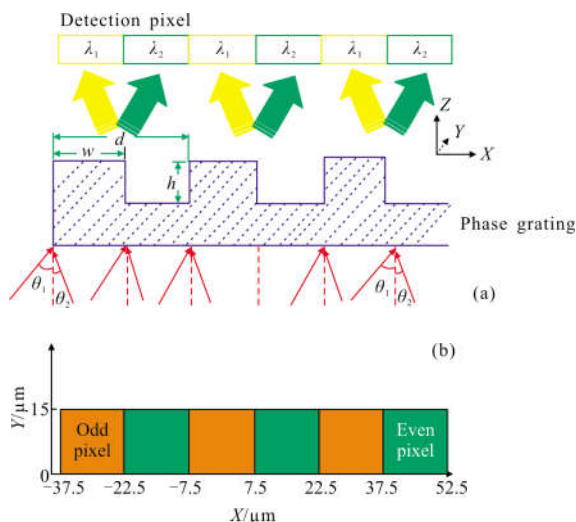 Detection pixel
λ₁ λ₂ λ₁ λ₂ λ₁ λ₂
Z
Y
X
d
w
h
Phase grating
θ₁ θ₂ θ₁ θ₂
(a)
(b)
Y/μm
15
0
Odd pixel
Even pixel
−37.5 −22.5 −7.5 7.5 22.5 37.5 52.5
X/μm